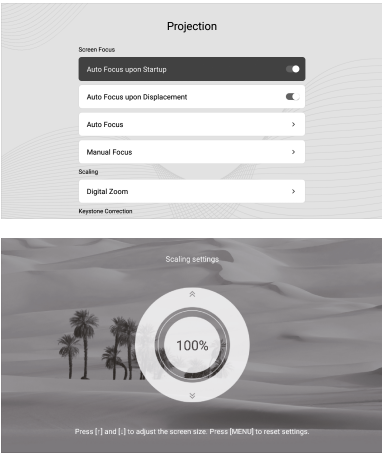 Projection
Screen Focus
Auto Focus upon Startup
Auto Focus upon Displacement
Auto Focus
Manual Focus
Scaling
Digital Zoom
Keystone Correction
Scaling settings
100%
Press [↑] and [↓] to adjust the screen size. Press [MENU] to reset settings.